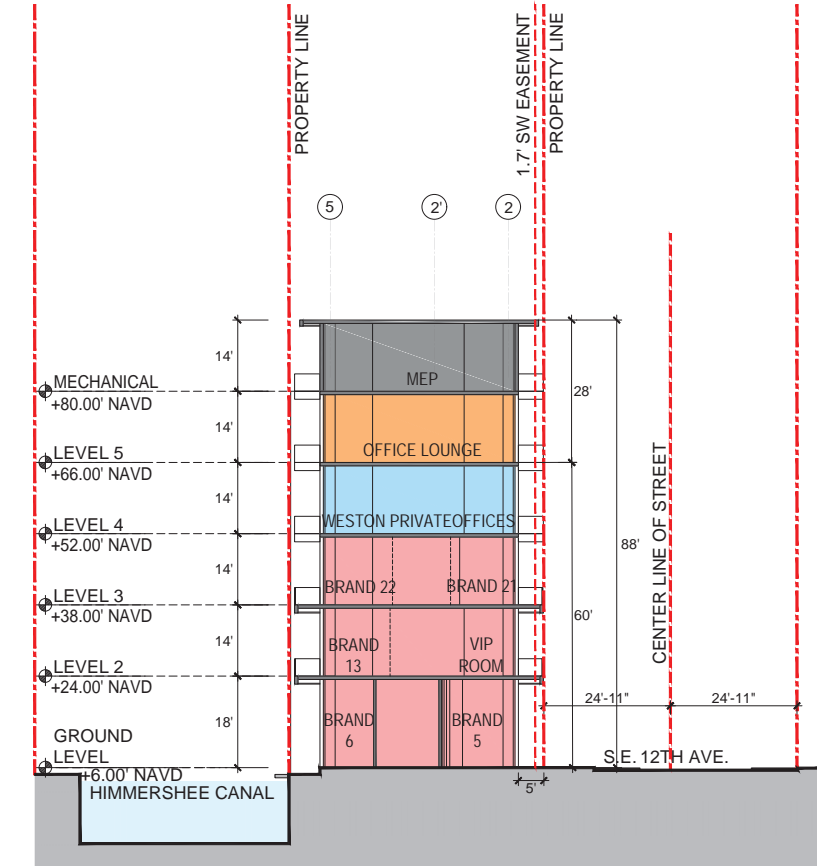 PROPERTY LINE
1.7' SW EASEMENT
PROPERTY LINE
5
2'
2
14'
MECHANICAL
+80.00' NAVD
MEP
28'
14'
LEVEL 5
+66.00' NAVD
OFFICE LOUNGE
14'
LEVEL 4
+52.00' NAVD
WESTON PRIVATEOFFICES
CENTER LINE OF STREET
88'
14'
LEVEL 3
+38.00' NAVD
BRAND 22
BRAND 21
60'
14'
LEVEL 2
+24.00' NAVD
BRAND
13
VIP
ROOM
24'-11"
24'-11"
18'
GROUND
LEVEL
+6.00' NAVD
BRAND
6
BRAND
5
S.E. 12TH AVE.
HIMMERSHEE CANAL
5'